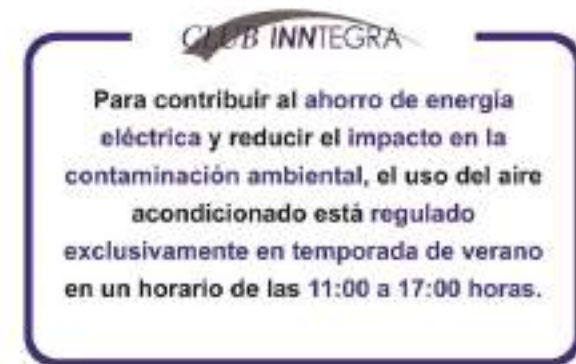 CLUB INNTEGRA
Para contribuir al ahorro de energía
eléctrica y reducir el impacto en la
contaminación ambiental, el uso del aire
acondicionado está regulado
exclusivamente en temporada de verano
en un horario de las 11:00 a 17:00 horas.